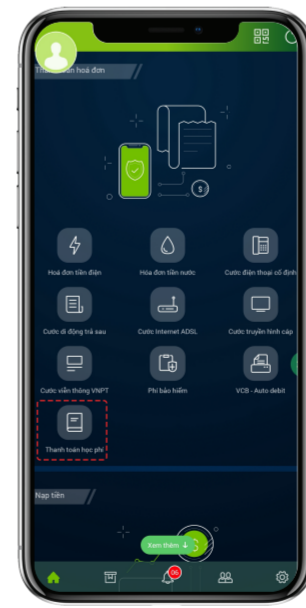 hoá đơn
Hoá đơn tiền điện
Hóa đơn tiền nước
Cước điện thoại cố định
Cước di động trả sau
Cước Internet ADSL
Cước truyền hình cáp
Cước viễn thông VNPT
Phí bảo hiểm
VCB - Auto debit
Thanh toán học phí
Nạp tiền
Xem thêm
06